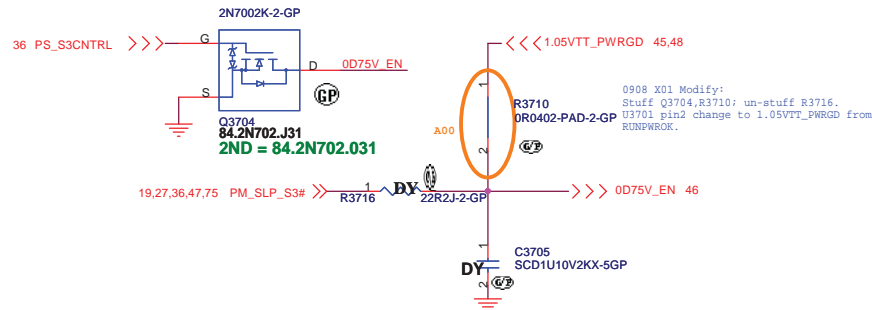 2N7002K-2-GP
36 PS_S3CNTRL
G
D
0D75V_EN
S
GP
Q3704
84.2N702.J31
2ND = 84.2N702.031
1.05VTT_PWRGD 45,48
1
R3710
0R0402-PAD-2-GP
A00
2
G/P
0908 X01 Modify:
Stuff Q3704,R3710; un-stuff R3716.
U3701 pin2 change to 1.05VTT_PWRGD from
RUNPWROK.
19,27,36,47,75 PM_SLP_S3#
1
DY
R3716
22R2J-2-GP
0D75V_EN 46
1
C3705
SCD1U10V2KX-5GP
DY
2
G/P